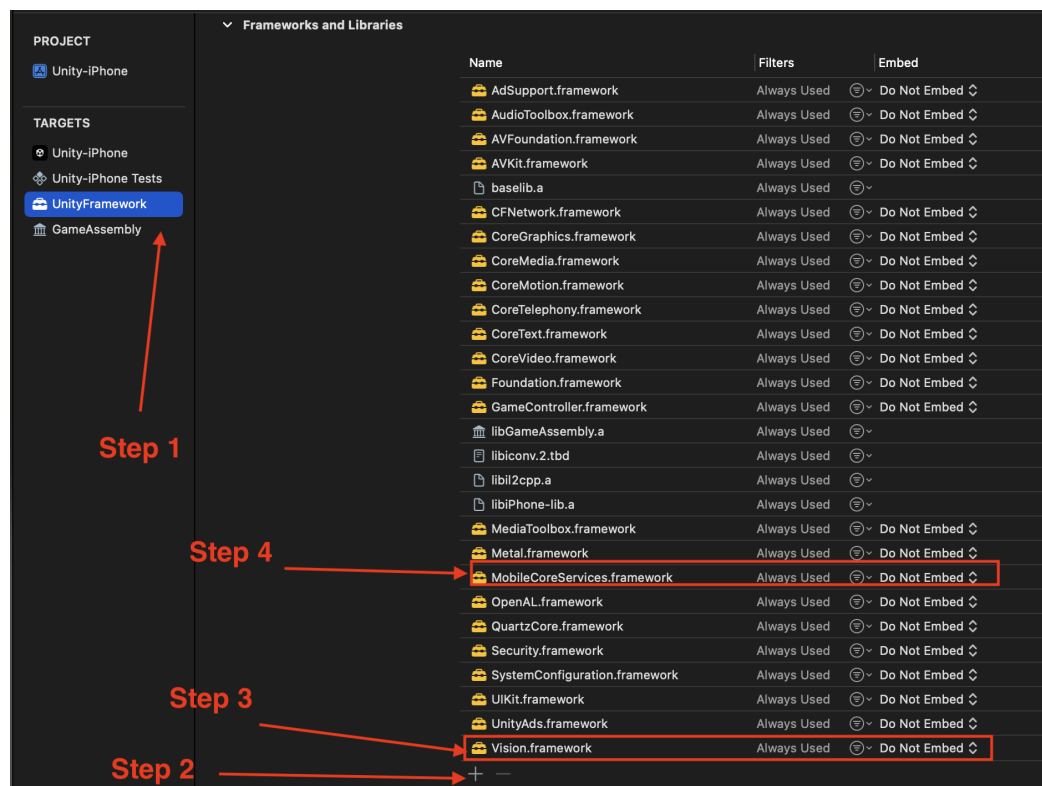 PROJECT
Unity-iPhone
TARGETS
Unity-iPhone
Unity-iPhone Tests
UnityFramework
GameAssembly
Step 1
Frameworks and Libraries
Name Filters Embed
AdSupport.framework Always Used Do Not Embed
AudioToolbox.framework Always Used Do Not Embed
AVFoundation.framework Always Used Do Not Embed
AVKit.framework Always Used Do Not Embed
baselib.a Always Used
CFNetwork.framework Always Used Do Not Embed
CoreGraphics.framework Always Used Do Not Embed
CoreMedia.framework Always Used Do Not Embed
CoreMotion.framework Always Used Do Not Embed
CoreTelephony.framework Always Used Do Not Embed
CoreText.framework Always Used Do Not Embed
CoreVideo.framework Always Used Do Not Embed
Foundation.framework Always Used Do Not Embed
GameController.framework Always Used Do Not Embed
libGameAssembly.a Always Used
libiconv.2.tbd Always Used
libil2cpp.a Always Used
libiPhone-lib.a Always Used
MediaToolbox.framework Always Used Do Not Embed
Metal.framework Always Used Do Not Embed
Step 4
MobileCoreServices.framework Always Used Do Not Embed
OpenAL.framework Always Used Do Not Embed
QuartzCore.framework Always Used Do Not Embed
Security.framework Always Used Do Not Embed
SystemConfiguration.framework Always Used Do Not Embed
UIKit.framework Always Used Do Not Embed
Step 3
UnityAds.framework Always Used Do Not Embed
Vision.framework Always Used Do Not Embed
Step 2